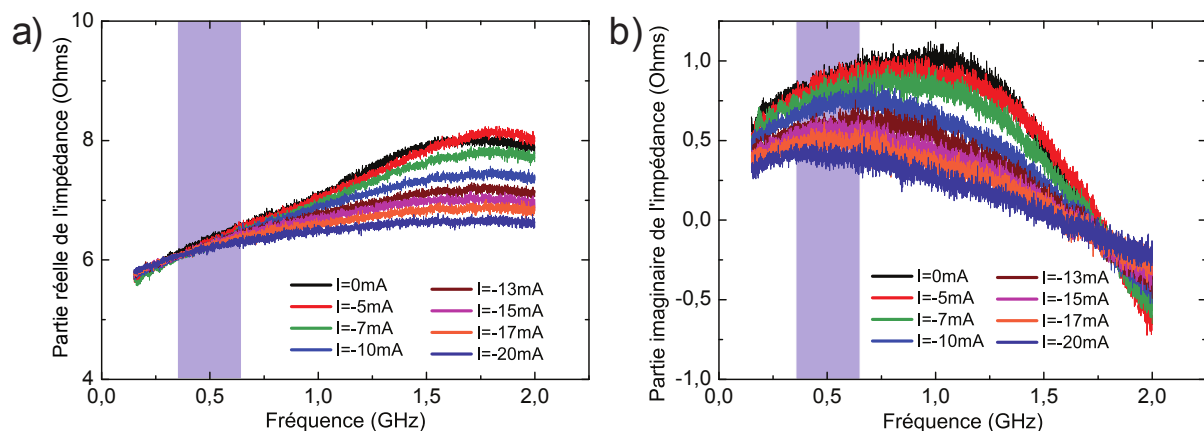 a)
Partie réelle de l'impédance (Ohms)
10
8
6
4
0,0
0,5
1,0
1,5
2,0
Fréquence (GHz)
I=0mA
I=-5mA
I=-7mA
I=-10mA
I=-13mA
I=-15mA
I=-17mA
I=-20mA
b)
Partie imaginaire de l'impédance (Ohms)
1,0
0,5
0,0
-0,5
-1,0
0,0
0,5
1,0
1,5
2,0
Fréquence (GHz)
I=0mA
I=-5mA
I=-7mA
I=-10mA
I=-13mA
I=-15mA
I=-17mA
I=-20mA